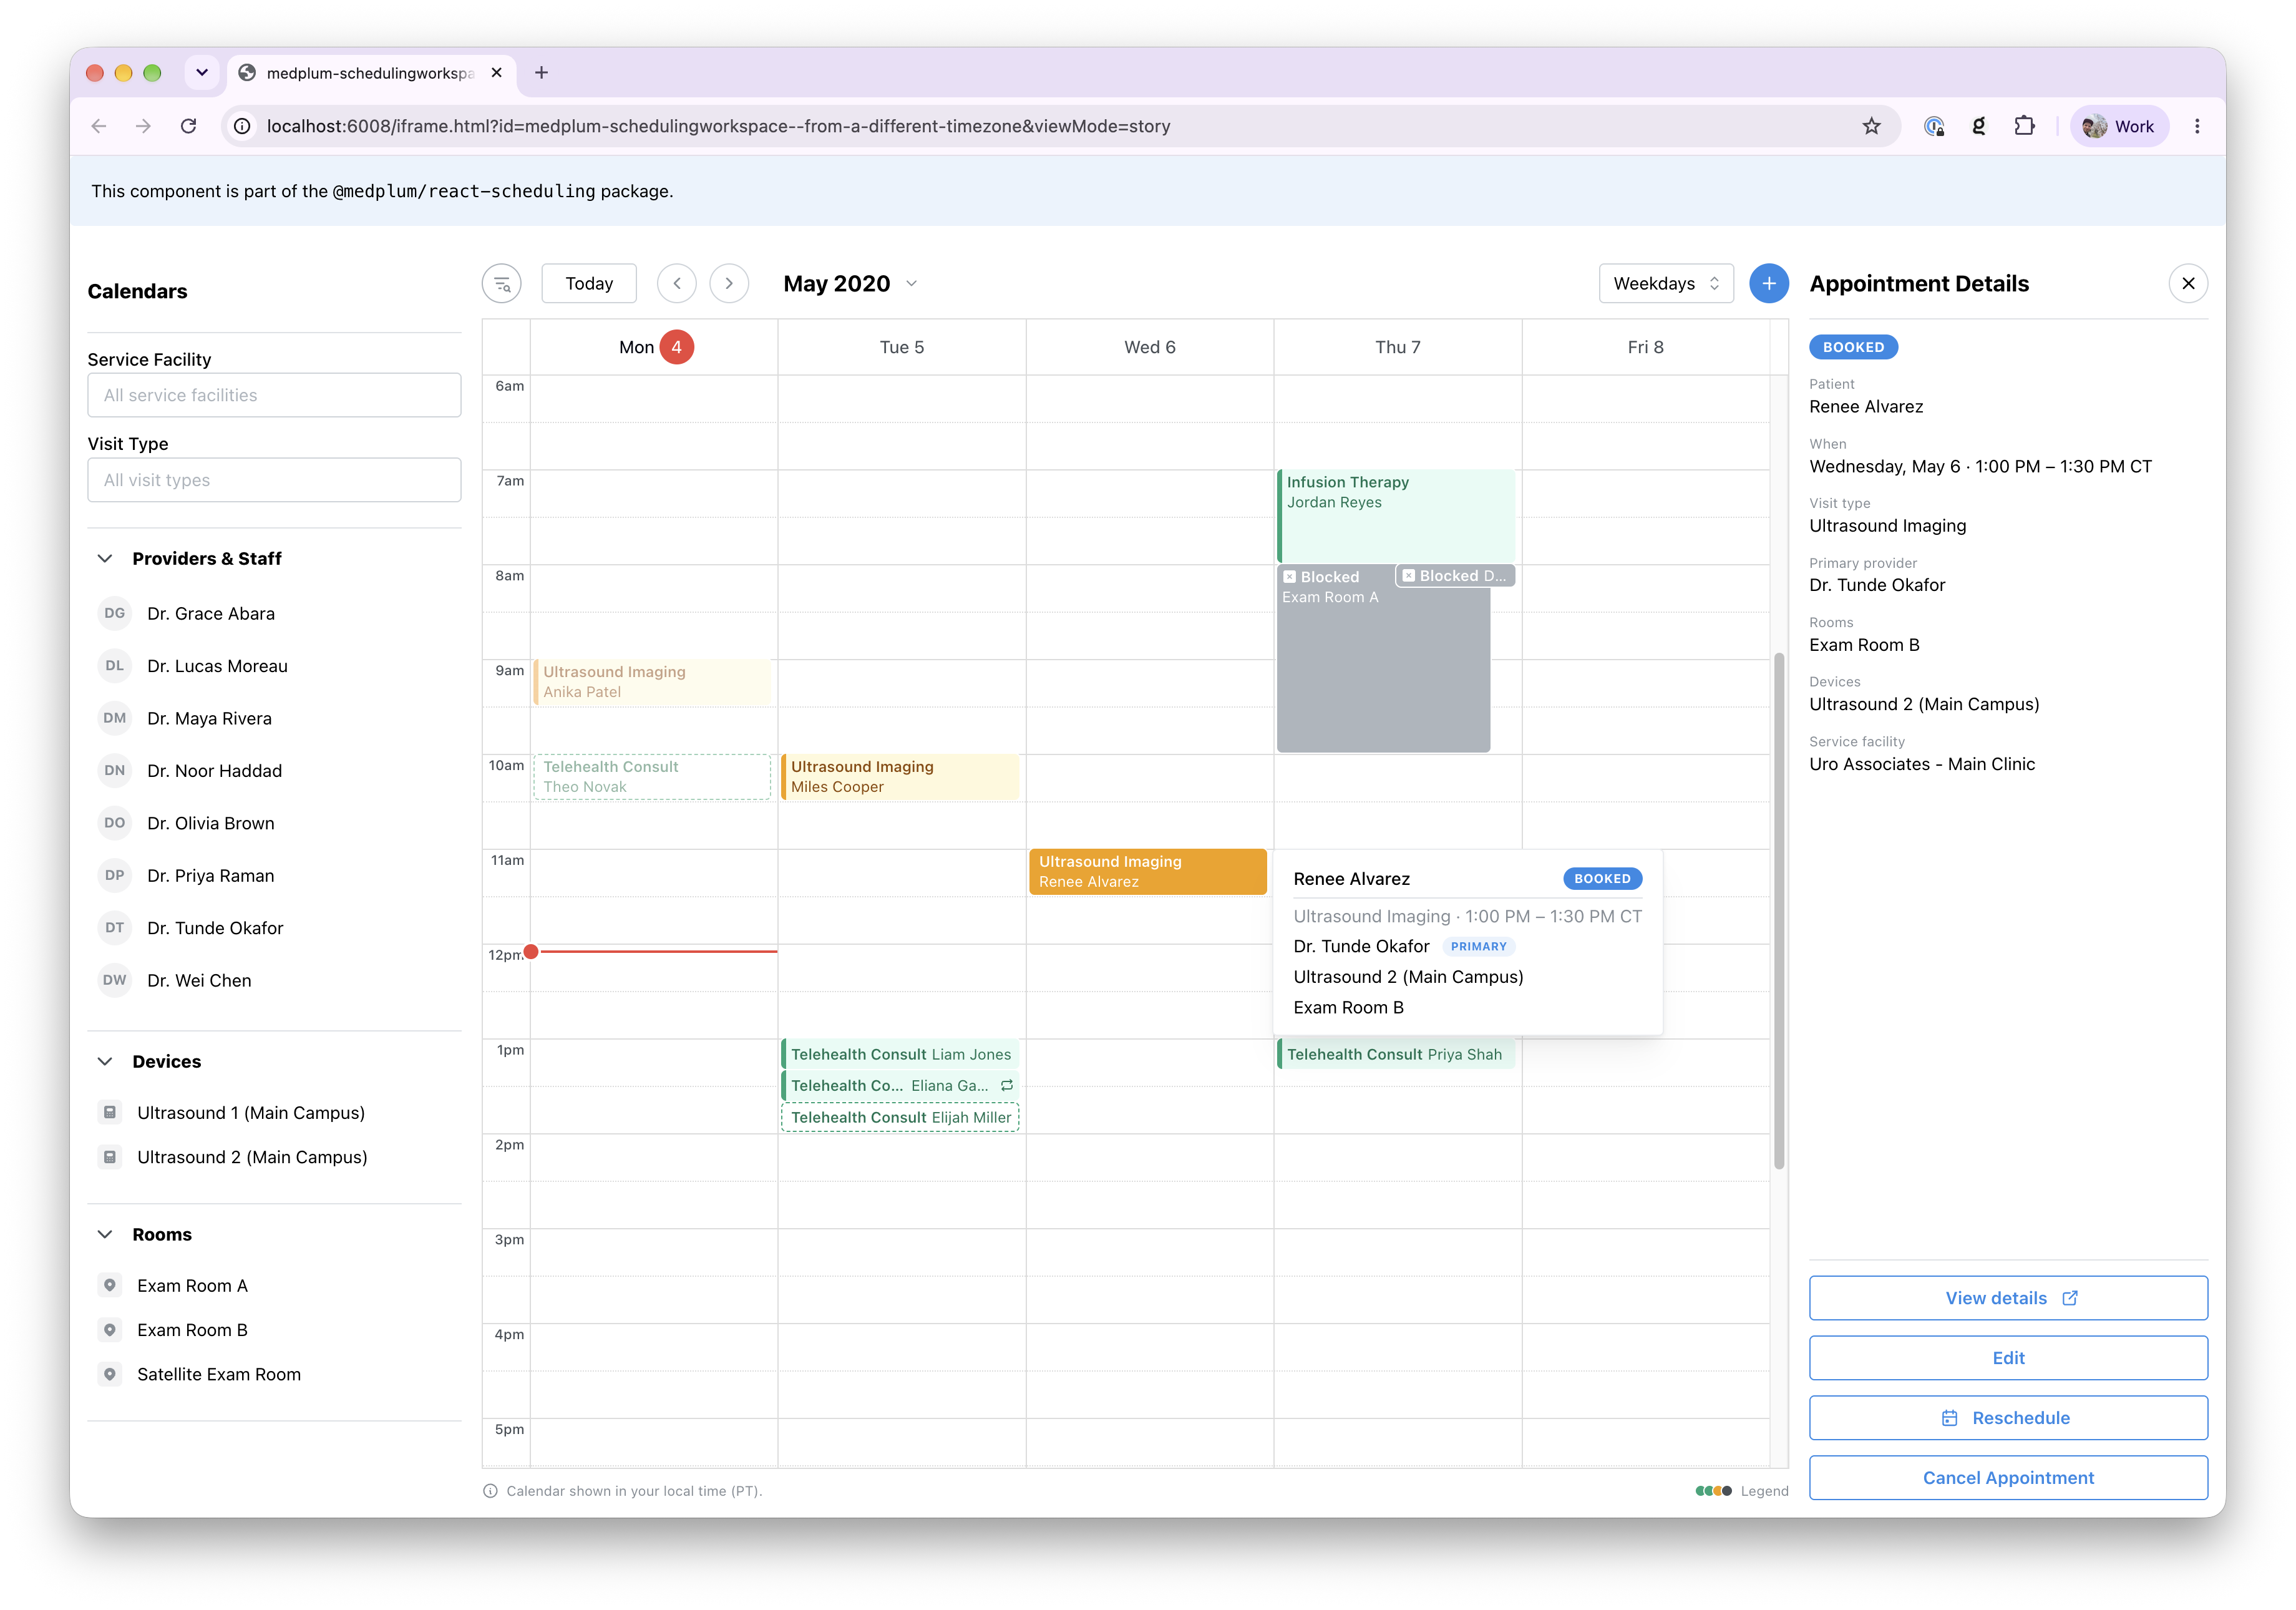 medplum-schedulingworkspa
localhost:6008/iframe.html?id=medplum-schedulingworkspace--from-a-different-timezone&viewMode=story
Work
This component is part of the @medplum/react-scheduling package.
Calendars
Service Facility
All service facilities
Visit Type
All visit types
Providers & Staff
DG Dr. Grace Abara
DL Dr. Lucas Moreau
DM Dr. Maya Rivera
DN Dr. Noor Haddad
DO Dr. Olivia Brown
DP Dr. Priya Raman
DT Dr. Tunde Okafor
DW Dr. Wei Chen
Devices
Ultrasound 1 (Main Campus)
Ultrasound 2 (Main Campus)
Rooms
Exam Room A
Exam Room B
Satellite Exam Room
Today
May 2020
Weekdays
Mon 4
Tue 5
Wed 6
Thu 7
Fri 8
6am
7am
Infusion Therapy
Jordan Reyes
8am
Blocked
Exam Room A
Blocked D...
9am
Ultrasound Imaging
Anika Patel
10am
Telehealth Consult
Theo Novak
Ultrasound Imaging
Miles Cooper
11am
Ultrasound Imaging
Renee Alvarez
Renee Alvarez BOOKED
Ultrasound Imaging · 1:00 PM – 1:30 PM CT
Dr. Tunde Okafor PRIMARY
Ultrasound 2 (Main Campus)
Exam Room B
12pm
1pm
Telehealth Consult Liam Jones
Telehealth Co... Eliana Ga...
Telehealth Consult Elijah Miller
Telehealth Consult Priya Shah
2pm
3pm
4pm
5pm
Calendar shown in your local time (PT).
Legend
Appointment Details
BOOKED
Patient
Renee Alvarez
When
Wednesday, May 6 · 1:00 PM – 1:30 PM CT
Visit type
Ultrasound Imaging
Primary provider
Dr. Tunde Okafor
Rooms
Exam Room B
Devices
Ultrasound 2 (Main Campus)
Service facility
Uro Associates - Main Clinic
View details
Edit
Reschedule
Cancel Appointment